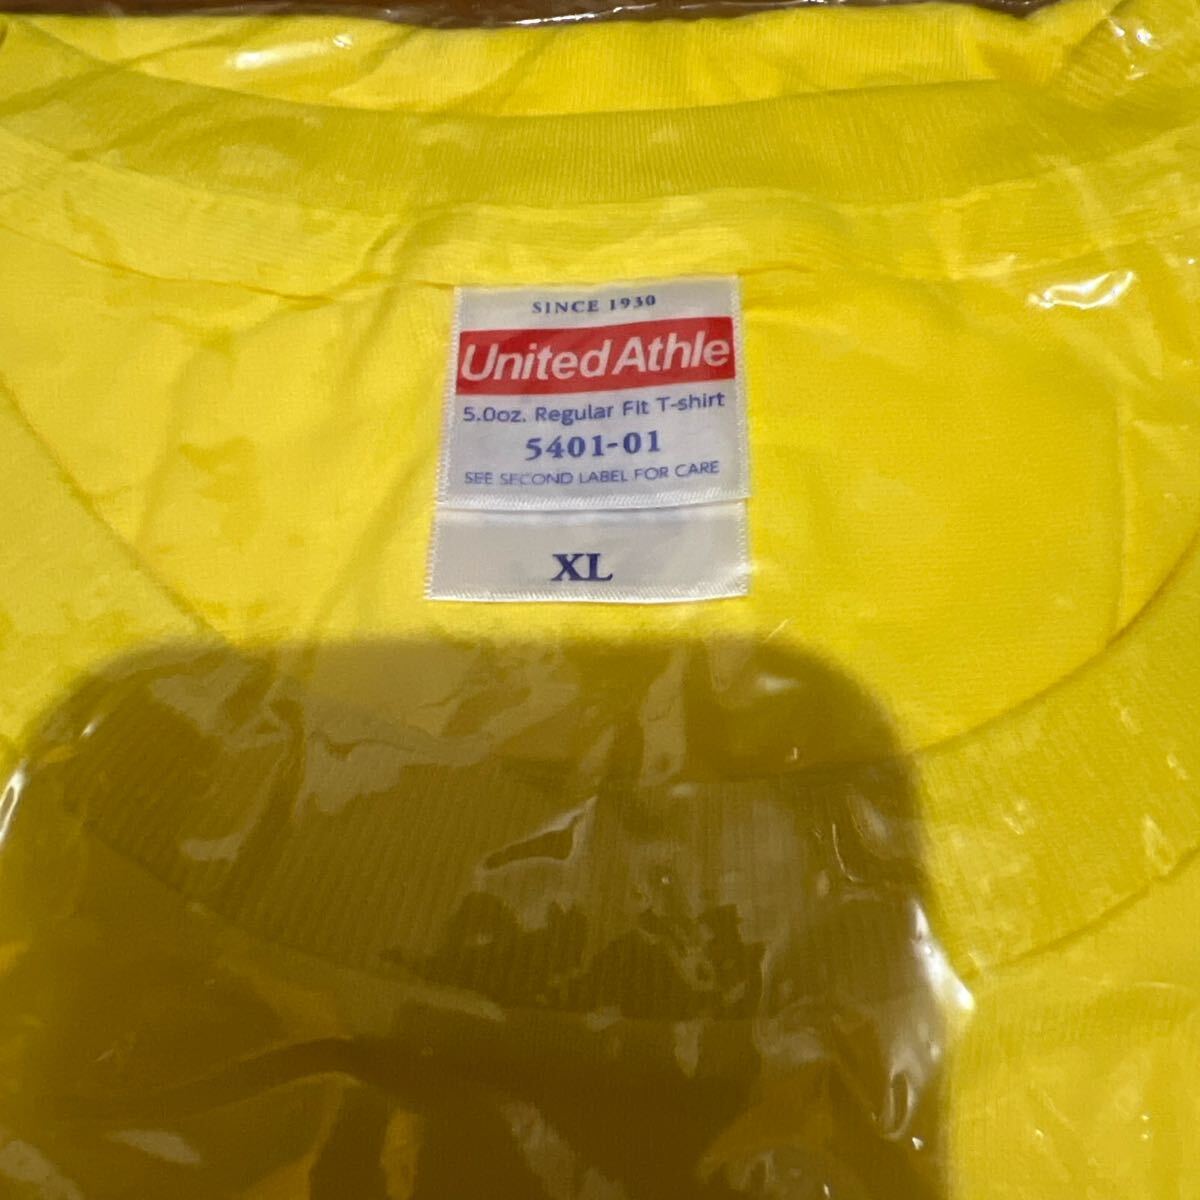 SINCE 1930
United Athle
5.0oz. Regular Fit T-shirt
5401-01
SEE SECOND LABEL FOR CARE
XL